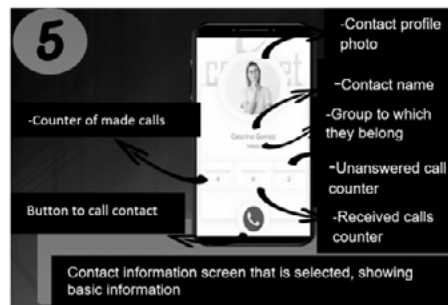 5
-Contact profile
photo
-Contact name
-Group to which
they belong
-Counter of made calls
-Unanswered call
counter
Button to call contact
-Received calls
counter
Contact information screen that is selected, showing
basic information